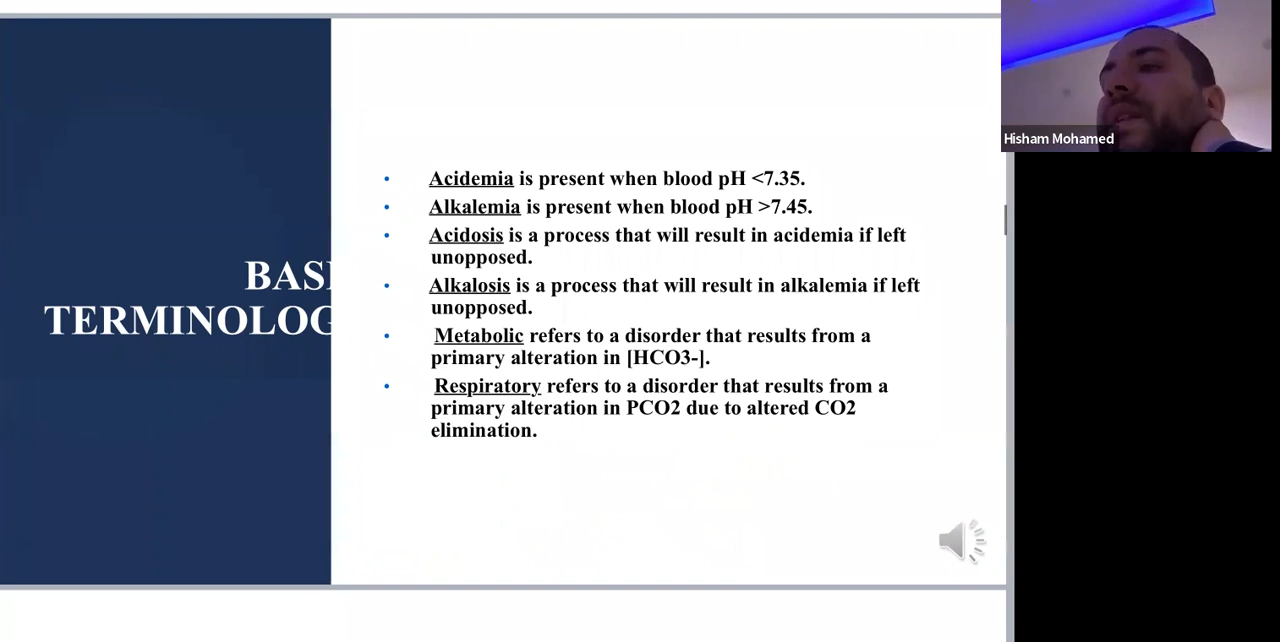 BASI
TERMINOLOG
• Acidemia is present when blood pH <7.35.
• Alkalemia is present when blood pH >7.45.
• Acidosis is a process that will result in acidemia if left
unopposed.
• Alkalosis is a process that will result in alkalemia if left
unopposed.
• Metabolic refers to a disorder that results from a
primary alteration in [HCO3-].
• Respiratory refers to a disorder that results from a
primary alteration in PCO2 due to altered CO2
elimination.
Hisham Mohamed